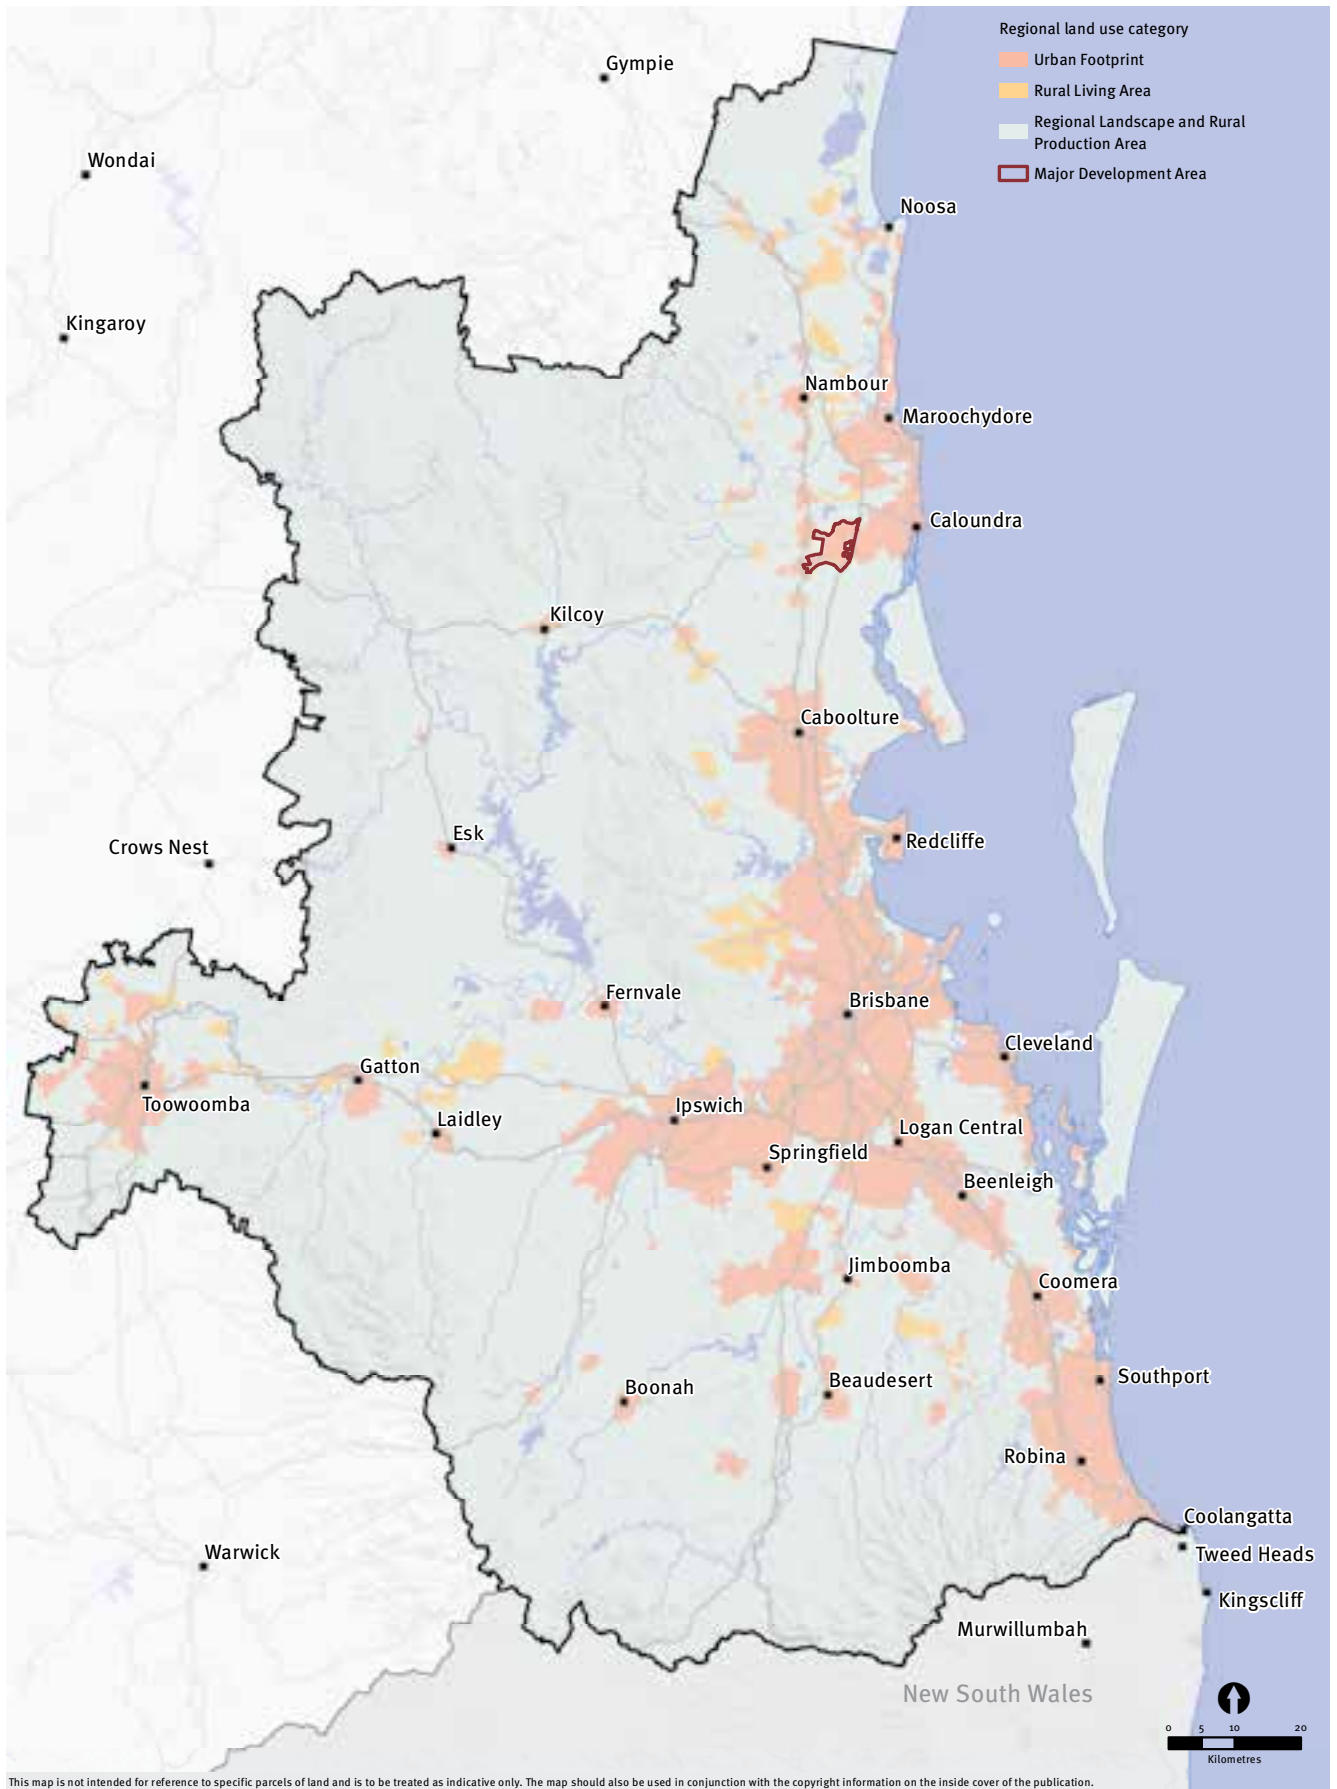 Regional land use category
Urban Footprint
Rural Living Area
Regional Landscape and Rural
Production Area
Major Development Area
Gympie
Wondai
Noosa
Kingaroy
Nambour
Maroochydore
Caloundra
Kilcoy
Caboolture
Esk
Redcliffe
Crows Nest
Fernvale
Brisbane
Cleveland
Gatton
Toowoomba
Ipswich
Laidley
Logan Central
Springfield
Beenleigh
Jimboomba
Coomera
Southport
Boonah
Beaudesert
Robina
Coolangatta
Tweed Heads
Warwick
Kingscliff
Murwillumbah
New South Wales
0 5 10 20
Kilometres
This map is not intended for reference to specific parcels of land and is to be treated as indicative only. The map should also be used in conjunction with the copyright information on the inside cover of the publication.